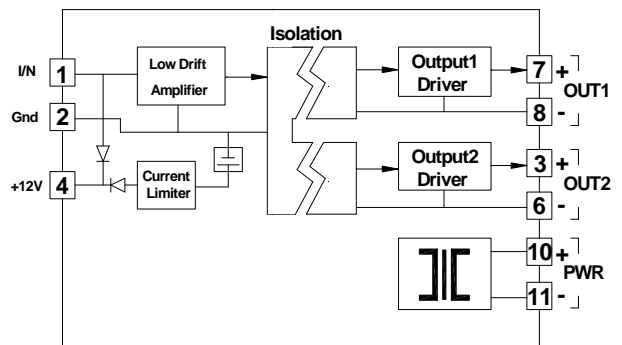 Isolation
I/N
1
Low Drift
Amplifier
Output1
Driver
7
+
OUT1
8
-
Gnd
2
+12V
4
Current
Limiter
Output2
Driver
3
+
OUT2
6
-
10
+
PWR
11
-